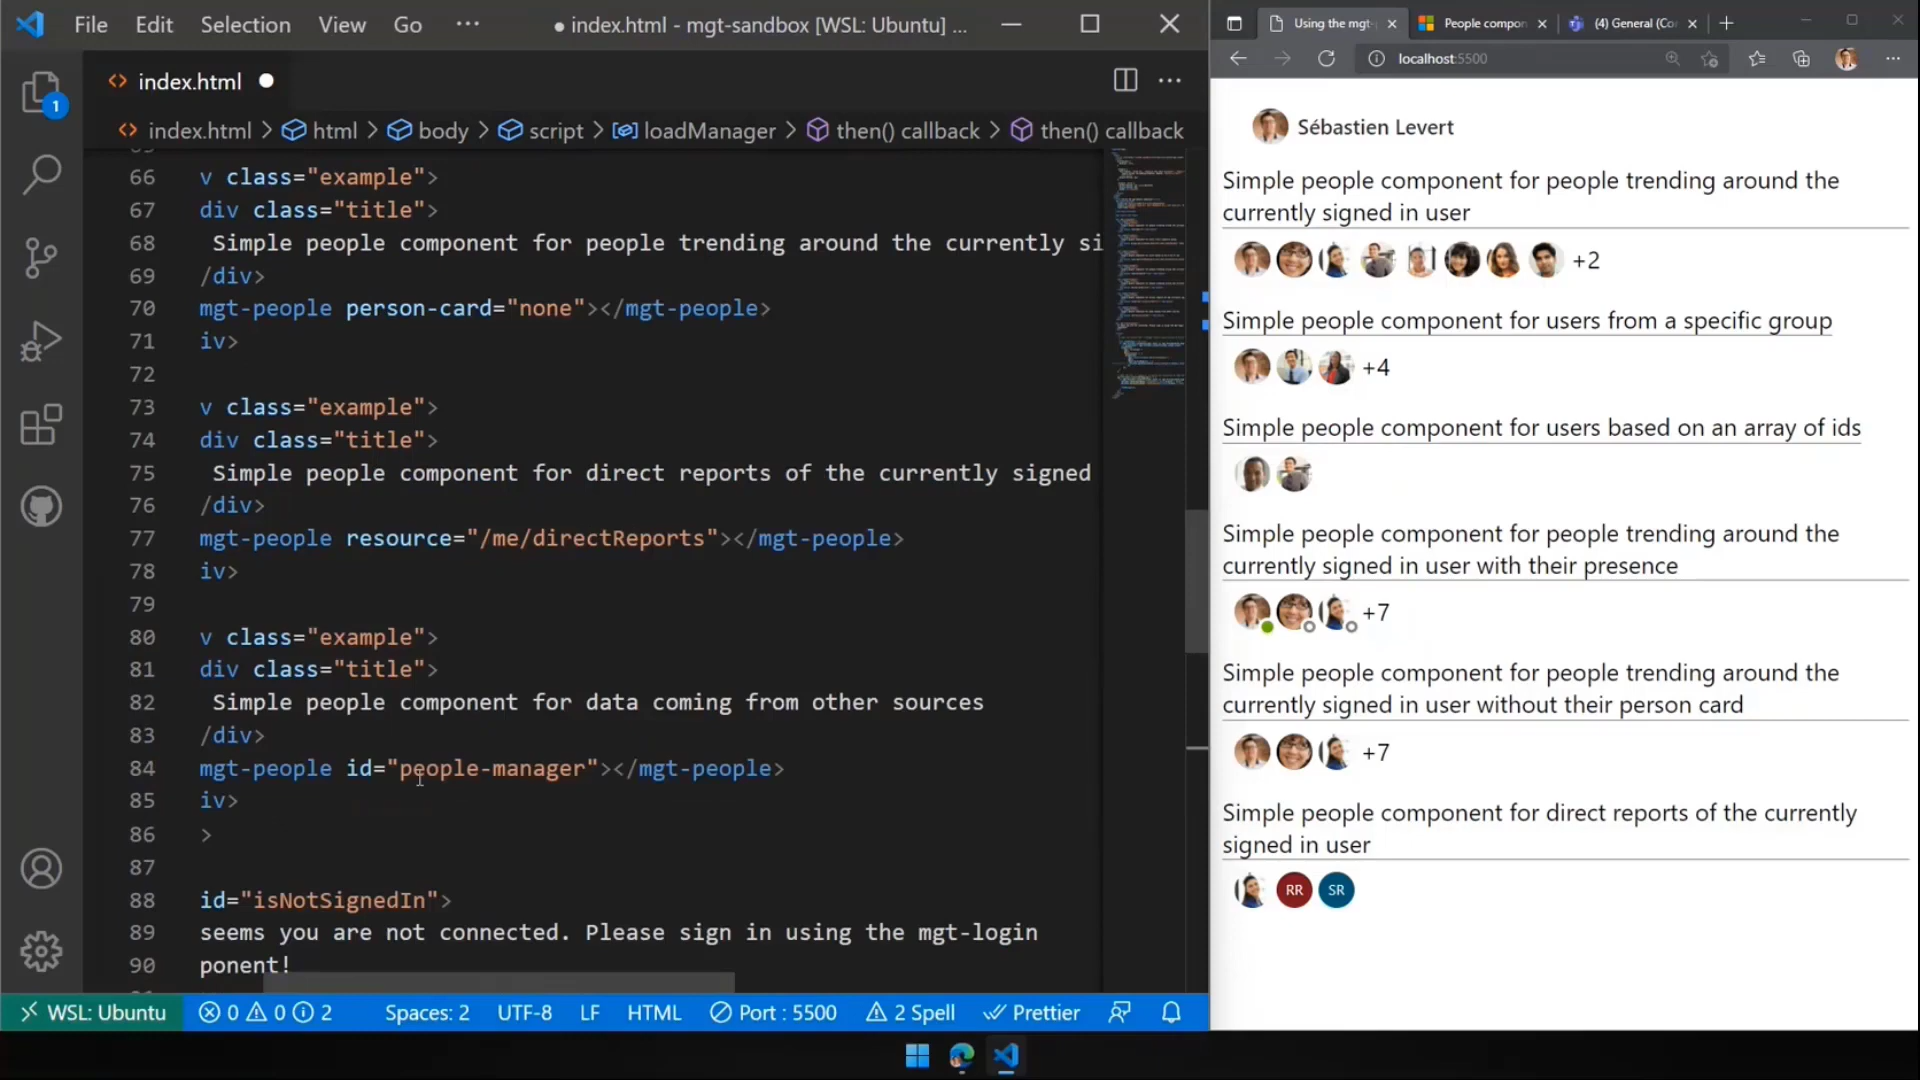 File Edit Selection View Go ··· ● index.html - mgt-sandbox [WSL: Ubuntu] ...
index.html
index.html > html > body > script > loadManager > then() callback > then() callback
1
66 v class="example">
67 div class="title">
68 Simple people component for people trending around the currently si
69 /div>
70 mgt-people person-card="none"></mgt-people>
71 iv>
72
73 v class="example">
74 div class="title">
75 Simple people component for direct reports of the currently signed
76 /div>
77 mgt-people resource="/me/directReports"></mgt-people>
78 iv>
79
80 v class="example">
81 div class="title">
82 Simple people component for data coming from other sources
83 /div>
84 mgt-people id="people-manager"></mgt-people>
85 iv>
86 >
87
88 id="isNotSignedIn">
89 seems you are not connected. Please sign in using the mgt-login
90 ponent!
WSL: Ubuntu 0 0 2 Spaces: 2 UTF-8 LF HTML Port : 5500 2 Spell Prettier
Using the mgt- People compon (4) General (Cor
localhost:5500
Sébastien Levert
Simple people component for people trending around the
currently signed in user
+2
Simple people component for users from a specific group
+4
Simple people component for users based on an array of ids
Simple people component for people trending around the
currently signed in user with their presence
+7
Simple people component for people trending around the
currently signed in user without their person card
+7
Simple people component for direct reports of the currently
signed in user
RR SR